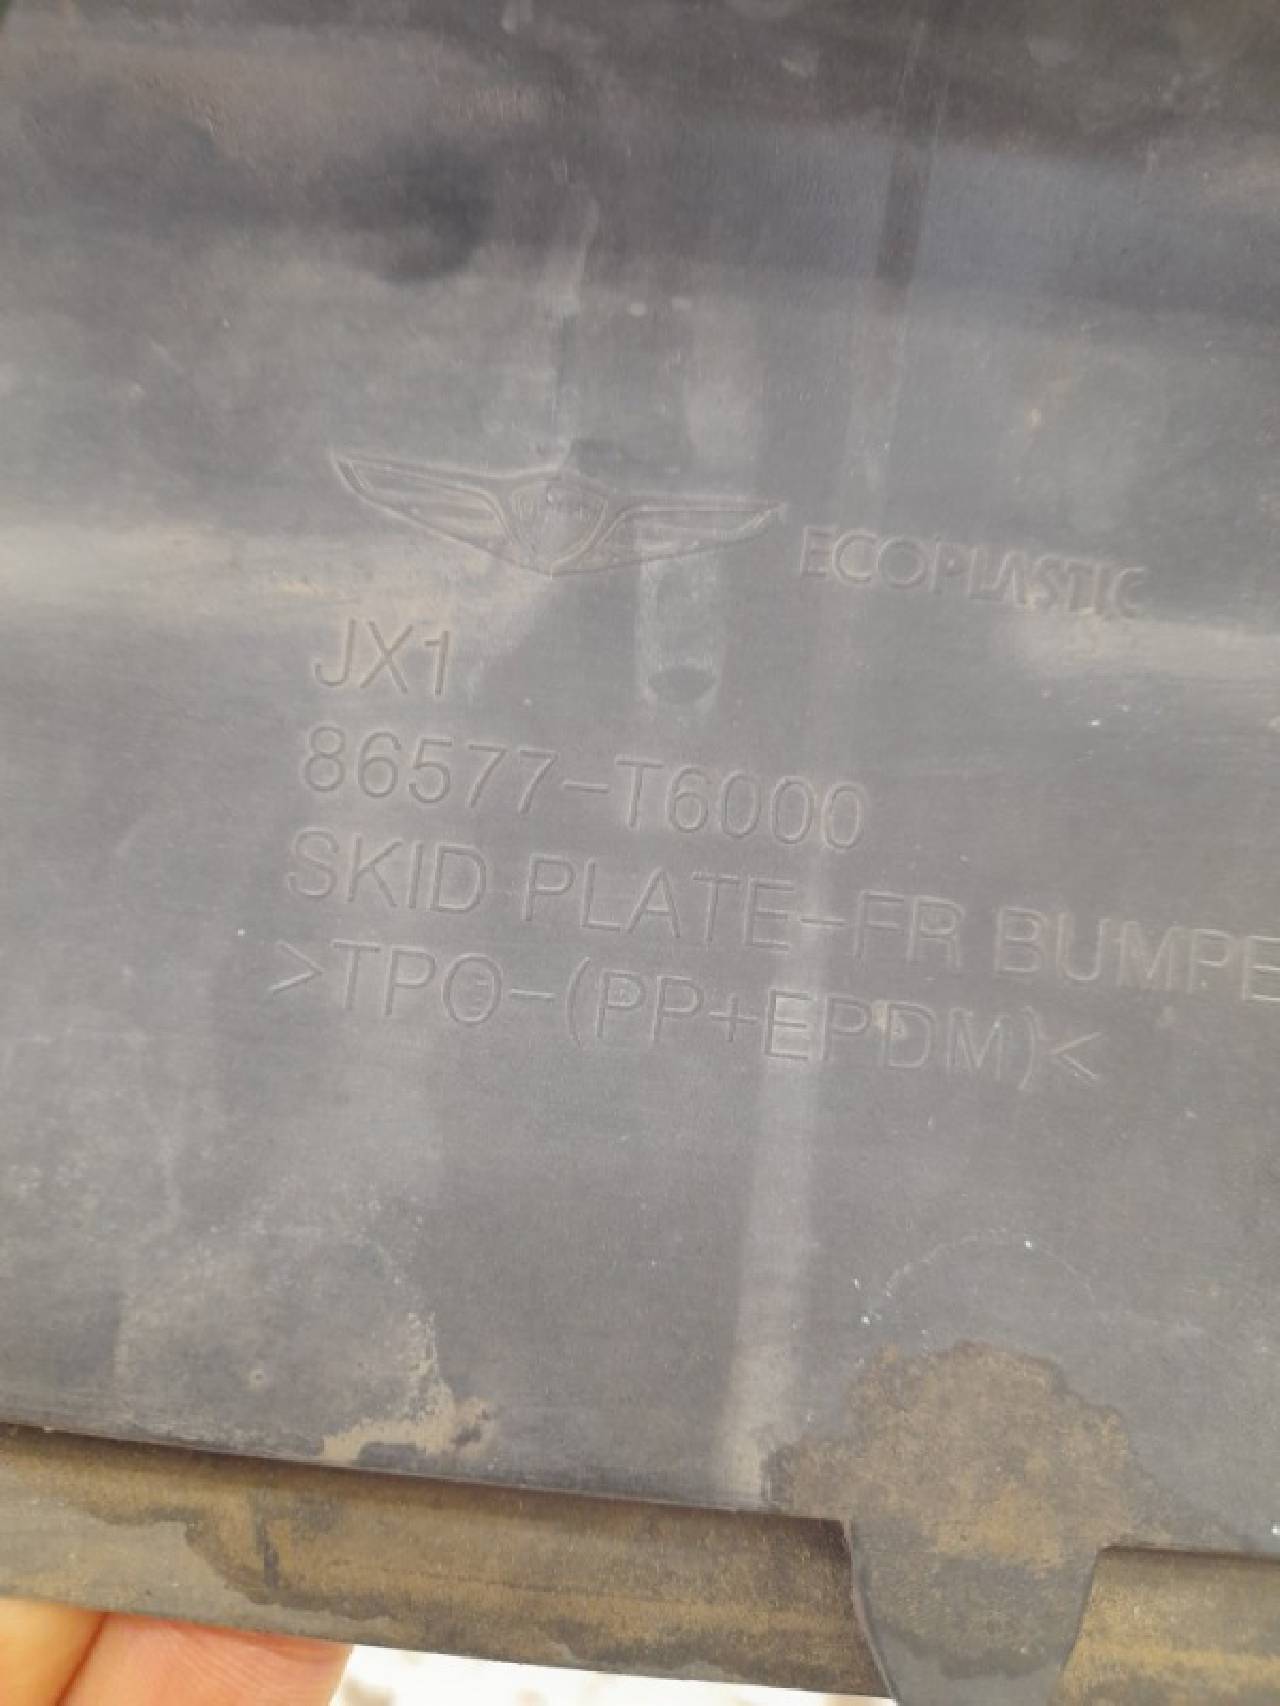 ECOPLASTIC
JX1
86577-T6000
SKID PLATE-FR BUMPE
>TPO-(PP+EPDM)<